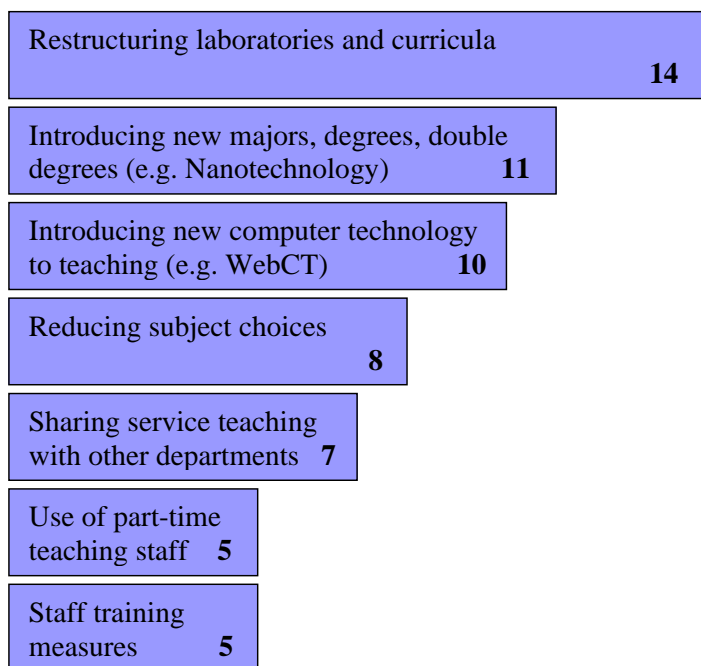 Restructuring laboratories and curricula
14
Introducing new majors, degrees, double
degrees (e.g. Nanotechnology) 11
Introducing new computer technology
to teaching (e.g. WebCT) 10
Reducing subject choices
8
Sharing service teaching
with other departments 7
Use of part-time
teaching staff 5
Staff training
measures 5